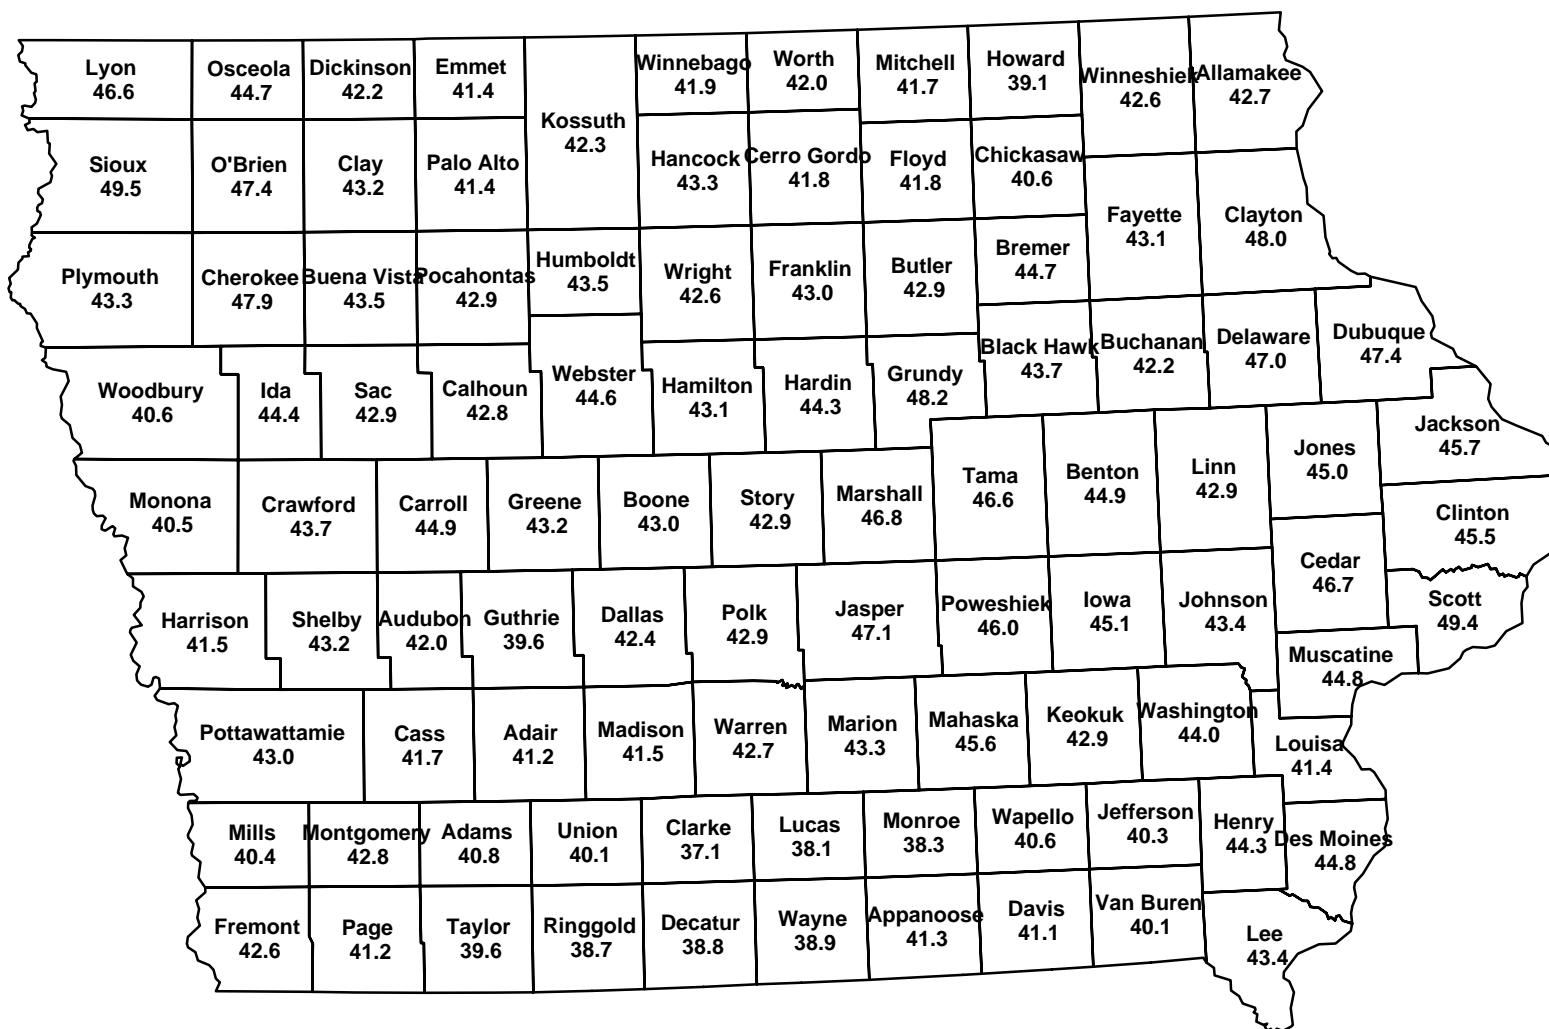 Lyon
46.6
Osceola
44.7
Dickinson
42.2
Emmet
41.4
Kossuth
42.3
Winnebago
41.9
Worth
42.0
Mitchell
41.7
Howard
39.1
Winneshiek
42.6
Allamakee
42.7
Sioux
49.5
O'Brien
47.4
Clay
43.2
Palo Alto
41.4
Hancock
43.3
Cerro Gordo
41.8
Floyd
41.8
Chickasaw
40.6
Fayette
43.1
Clayton
48.0
Plymouth
43.3
Cherokee
47.9
Buena Vista
43.5
Pocahontas
42.9
Humboldt
43.5
Wright
42.6
Franklin
43.0
Butler
42.9
Bremer
44.7
Woodbury
40.6
Ida
44.4
Sac
42.9
Calhoun
42.8
Webster
44.6
Hamilton
43.1
Hardin
44.3
Grundy
48.2
Black Hawk
43.7
Buchanan
42.2
Delaware
47.0
Dubuque
47.4
Monona
40.5
Crawford
43.7
Carroll
44.9
Greene
43.2
Boone
43.0
Story
42.9
Marshall
46.8
Tama
46.6
Benton
44.9
Linn
42.9
Jones
45.0
Jackson
45.7
Clinton
45.5
Cedar
46.7
Harrison
41.5
Shelby
43.2
Audubon
42.0
Guthrie
39.6
Dallas
42.4
Polk
42.9
Jasper
47.1
Poweshiek
46.0
Iowa
45.1
Johnson
43.4
Scott
49.4
Muscatine
44.8
Pottawattamie
43.0
Cass
41.7
Adair
41.2
Madison
41.5
Warren
42.7
Marion
43.3
Mahaska
45.6
Keokuk
42.9
Washington
44.0
Louisa
41.4
Mills
40.4
Montgomery
42.8
Adams
40.8
Union
40.1
Clarke
37.1
Lucas
38.1
Monroe
38.3
Wapello
40.6
Jefferson
40.3
Henry
44.3
Des Moines
44.8
Fremont
42.6
Page
41.2
Taylor
39.6
Ringgold
38.7
Decatur
38.8
Wayne
38.9
Appanoose
41.3
Davis
41.1
Van Buren
40.1
Lee
43.4